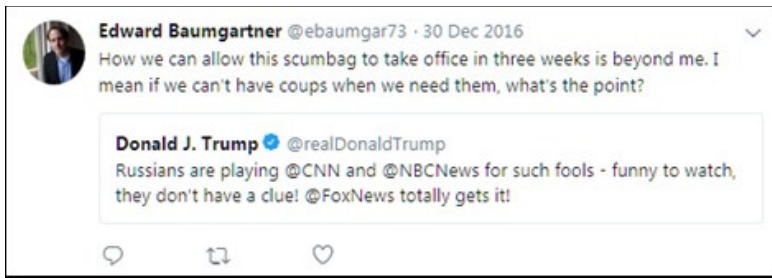 Edward Baumgartner @ebaumgar73 · 30 Dec 2016
How we can allow this scumbag to take office in three weeks is beyond me. I
mean if we can't have coups when we need them, what's the point?
Donald J. Trump @realDonaldTrump
Russians are playing @CNN and @NBCNews for such fools - funny to watch,
they don't have a clue! @FoxNews totally gets it!